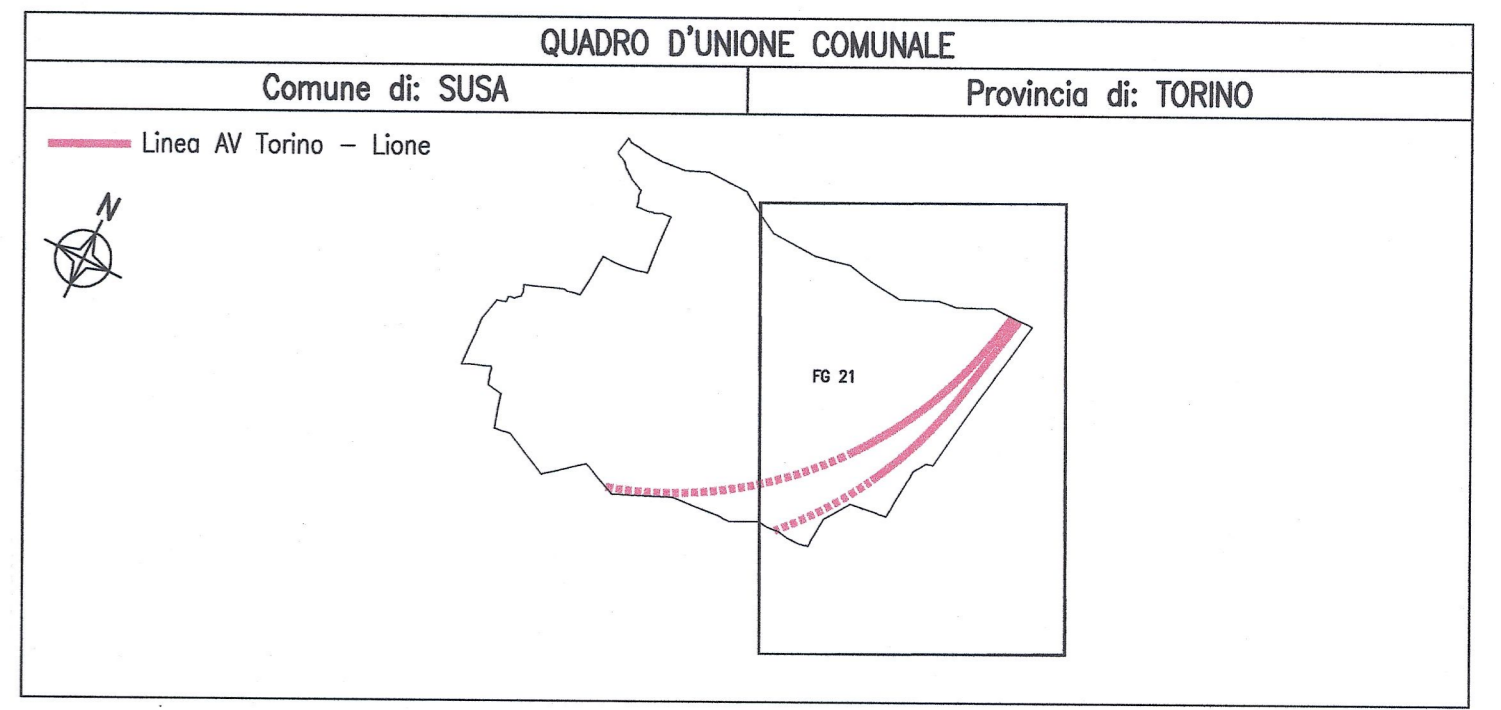 QUADRO D'UNIONE COMUNALE
Comune di: SUSA
Provincia di: TORINO
Linea AV Torino – Lione
N
FG 21